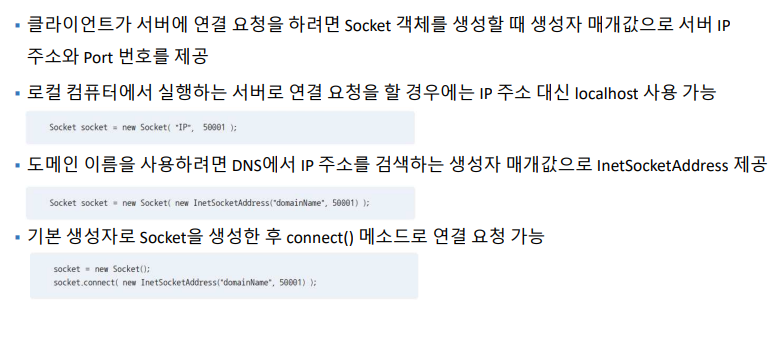 ▪ 클라이언트가 서버에 연결 요청을 하려면 Socket 객체를 생성할 때 생성자 매개값으로 서버 IP
주소와 Port 번호를 제공
▪ 로컬 컴퓨터에서 실행하는 서버로 연결 요청을 할 경우에는 IP 주소 대신 localhost 사용 가능
Socket socket = new Socket( "IP", 50001 );
▪ 도메인 이름을 사용하려면 DNS에서 IP 주소를 검색하는 생성자 매개값으로 InetSocketAddress 제공
Socket socket = new Socket( new InetSocketAddress("domainName", 50001) );
▪ 기본 생성자로 Socket을 생성한 후 connect() 메소드로 연결 요청 가능
socket = new Socket();
socket.connect( new InetSocketAddress("domainName", 50001) );